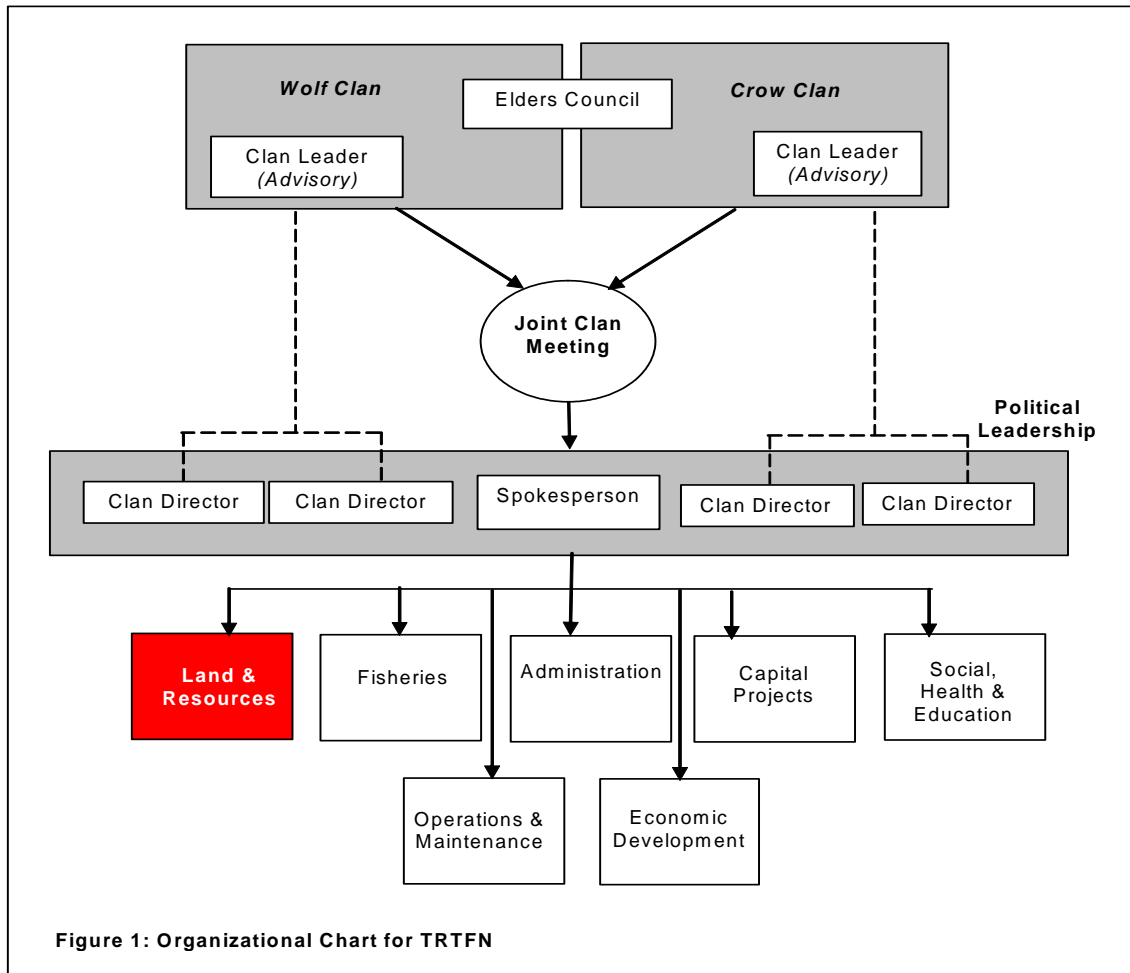 Wolf Clan
Elders Council
Crow Clan
Clan Leader
(Advisory)
Clan Leader
(Advisory)
Joint Clan
Meeting
Political
Leadership
Clan Director
Clan Director
Spokesperson
Clan Director
Clan Director
Land &
Resources
Fisheries
Administration
Capital
Projects
Social,
Health &
Education
Operations &
Maintenance
Economic
Development
Figure 1: Organizational Chart for TRTFN